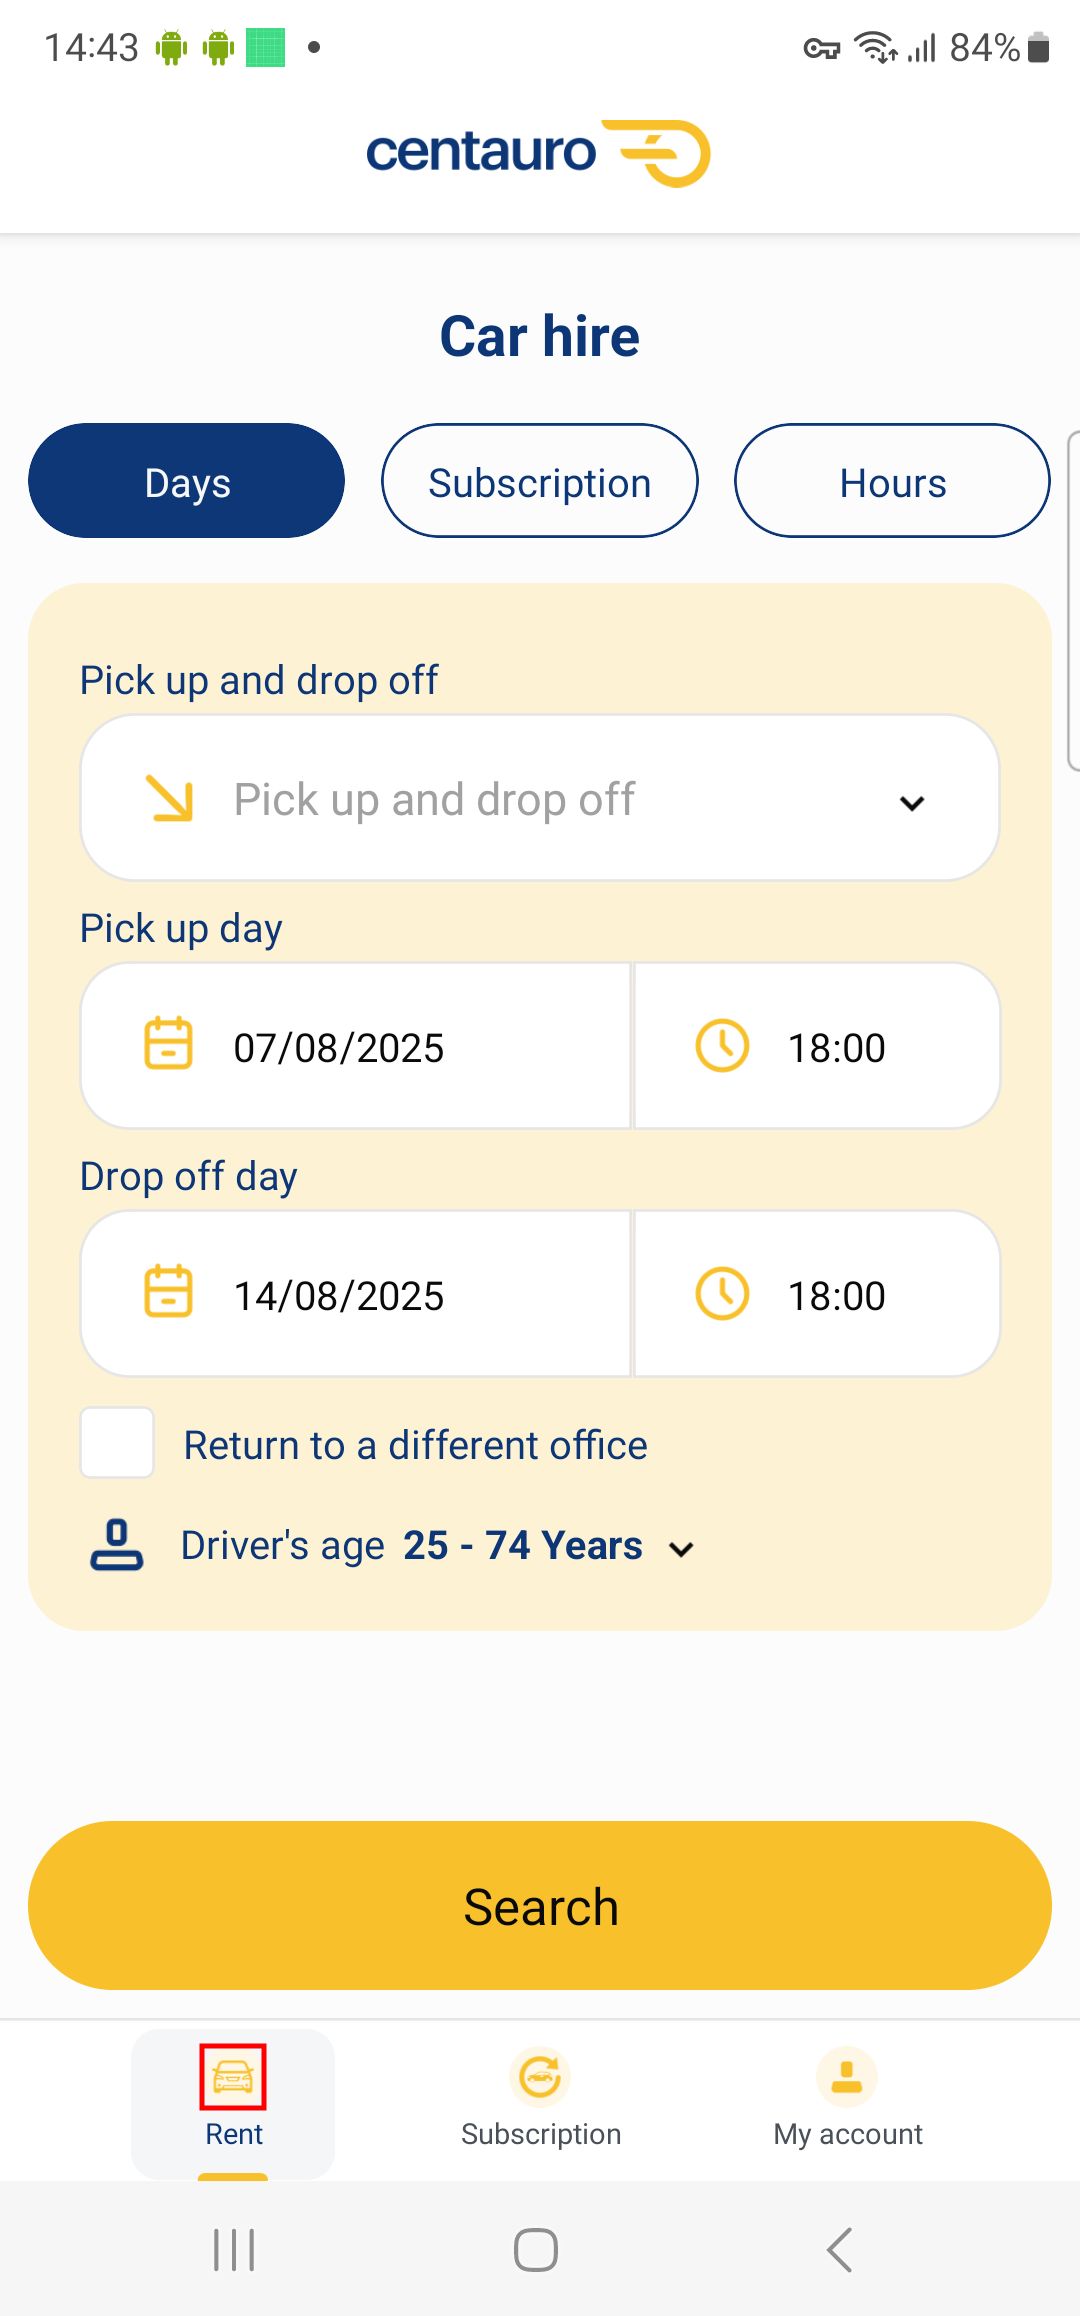 14:43
84%
centauro
Car hire
Days
Subscription
Hours
Pick up and drop off
Pick up and drop off
Pick up day
07/08/2025
18:00
Drop off day
14/08/2025
18:00
Return to a different office
Driver's age 25 - 74 Years
Search
Rent
Subscription
My account